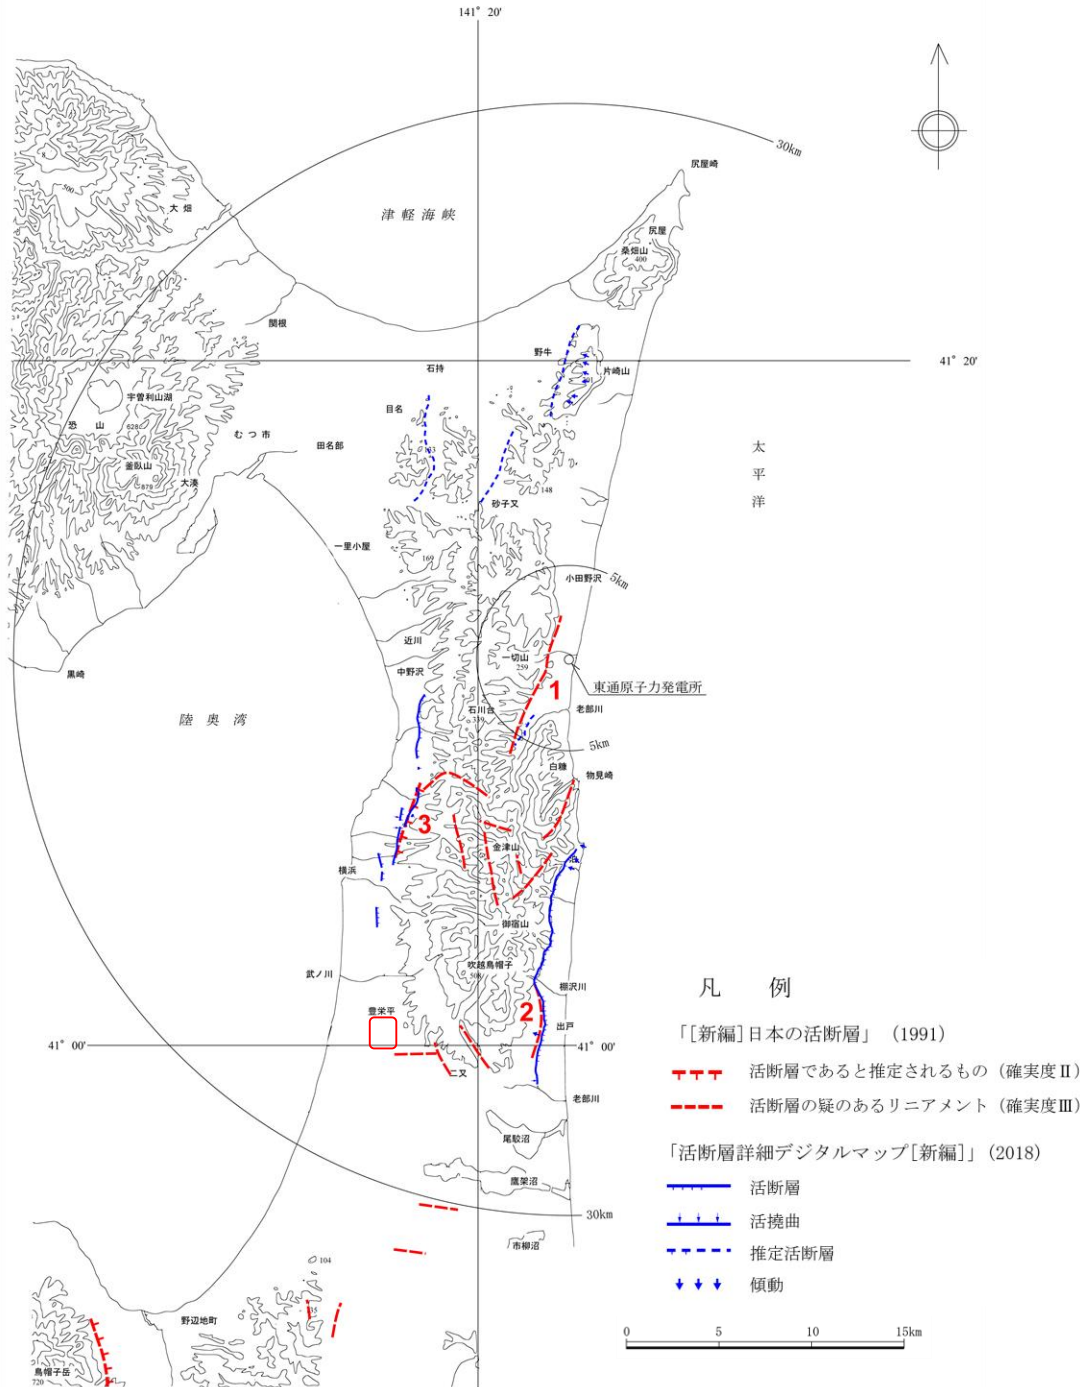 141° 20'
30km
尻屋崎
津軽海峡
大畑
500
尻屋
桑畑山
400
関根
野牛
41° 20'
石持
片崎山
宇曽利山湖
目名
恐山
628
むつ市
田名部
太平洋
釜臥山
879
大湊
148
砂子又
一里小屋
169
小田野沢
5km
近川
一切山
259
中野沢
黒崎
東通原子力発電所
1
石川台
339
老部川
陸奥湾
5km
白糠
物見崎
3
金津山
横浜
御宿山
吹越烏帽子
508
武ノ川
棚沢川
豊栄平
2
出戸
41° 00'
41° 00'
二又
老部川
尾駮沼
鷹架沼
30km
市柳沼
104
野辺地町
烏帽子岳
720
凡例
「[新編]日本の活断層」(1991)
活断層であると推定されるもの（確実度Ⅱ）
活断層の疑のあるリニアメント（確実度Ⅲ）
「活断層詳細デジタルマップ[新編]」(2018)
活断層
活撓曲
推定活断層
傾動
0 5 10 15km